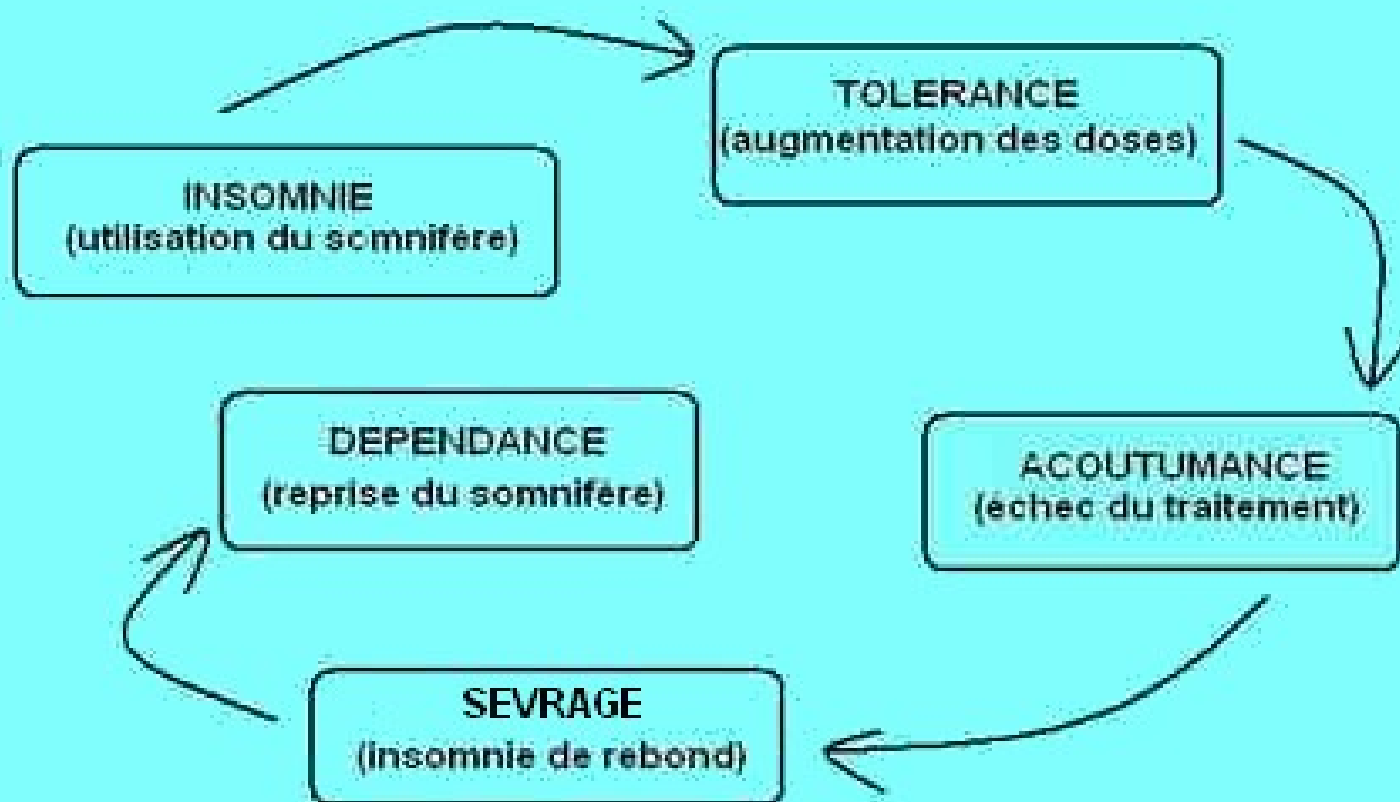 INSOMNIE
(utilisation du somnifère)
TOLERANCE
(augmentation des doses)
ACOUTUMANCE
(échec du traitement)
SEVRAGE
(insomnie de rebond)
DEPENDANCE
(reprise du somnifère)